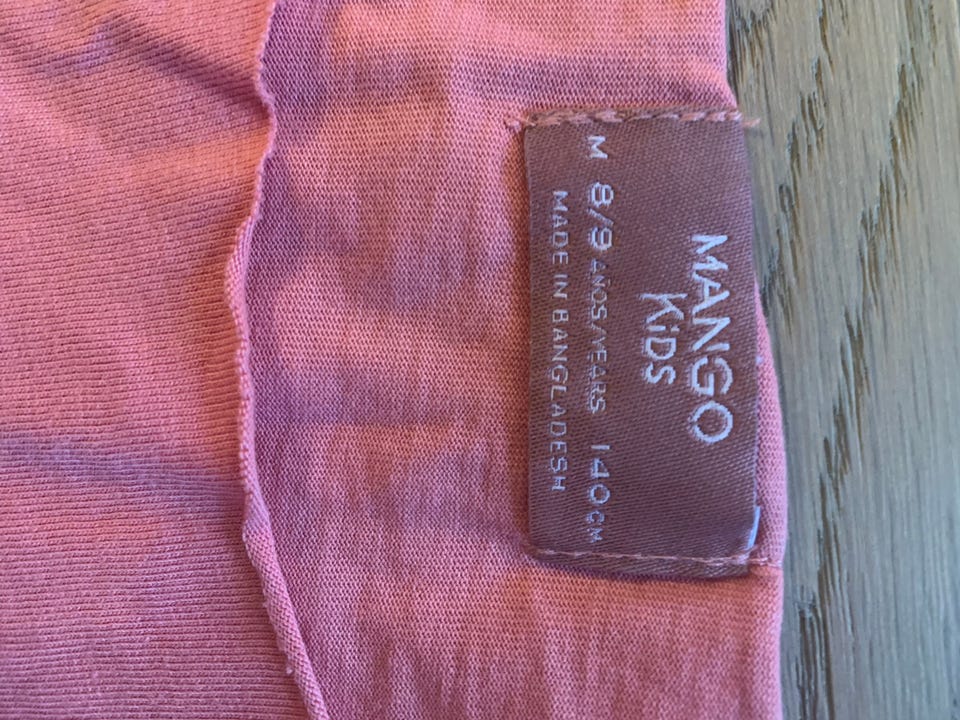 MANGO
KiDS
M 8/9 AÑOS/YEARS 140CM
MADE IN BANGLADESH